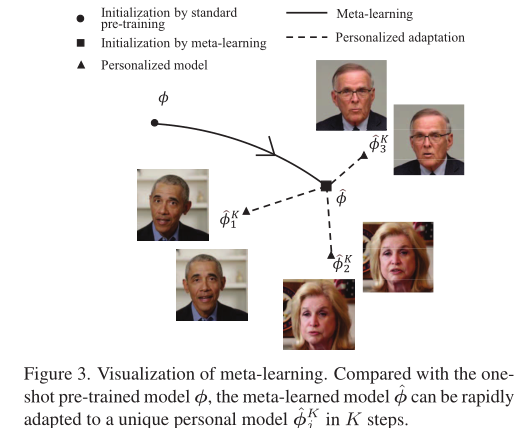 Initialization by standard
pre-training
Initialization by meta-learning
Personalized model
Meta-learning
Personalized adaptation
ϕ
ϕ̂₃ᴷ
ϕ̂
ϕ̂₁ᴷ
ϕ̂₂ᴷ
Figure 3. Visualization of meta-learning. Compared with the one-
shot pre-trained model ϕ, the meta-learned model ϕ̂ can be rapidly
adapted to a unique personal model ϕ̂ᵢᴷ in K steps.